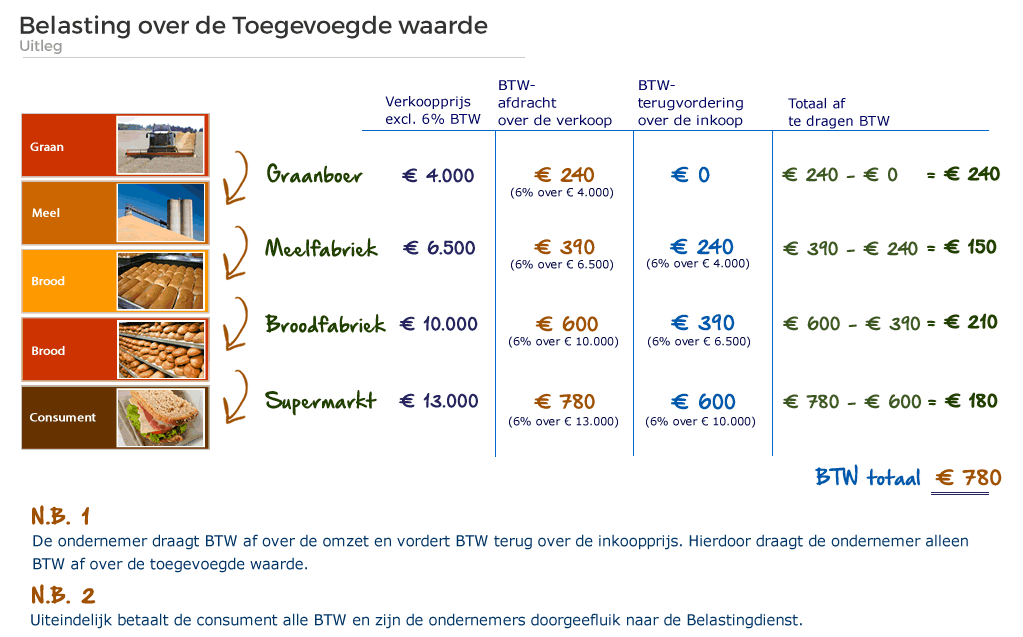 Belasting over de Toegevoegde waarde
Uitleg
Verkoopprijs
excl. 6% BTW
BTW-
afdracht
over de verkoop
BTW-
terugvordering
over de inkoop
Totaal af
te dragen BTW
Graan
Meel
Brood
Brood
Consument
Graanboer € 4.000 € 240 € 0 € 240 - € 0 = € 240
(6% over € 4.000)
Meelfabriek € 6.500 € 390 € 240 € 390 - € 240 = € 150
(6% over € 6.500) (6% over € 4.000)
Broodfabriek € 10.000 € 600 € 390 € 600 - € 390 = € 210
(6% over € 10.000) (6% over € 6.500)
Supermarkt € 13.000 € 780 € 600 € 780 - € 600 = € 180
(6% over € 13.000) (6% over € 10.000)
BTW totaal € 780
N.B. 1
De ondernemer draagt BTW af over de omzet en vordert BTW terug over de inkoopprijs. Hierdoor draagt de ondernemer alleen
BTW af over de toegevoegde waarde.
N.B. 2
Uiteindelijk betaalt de consument alle BTW en zijn de ondernemers doorgeefluik naar de Belastingdienst.